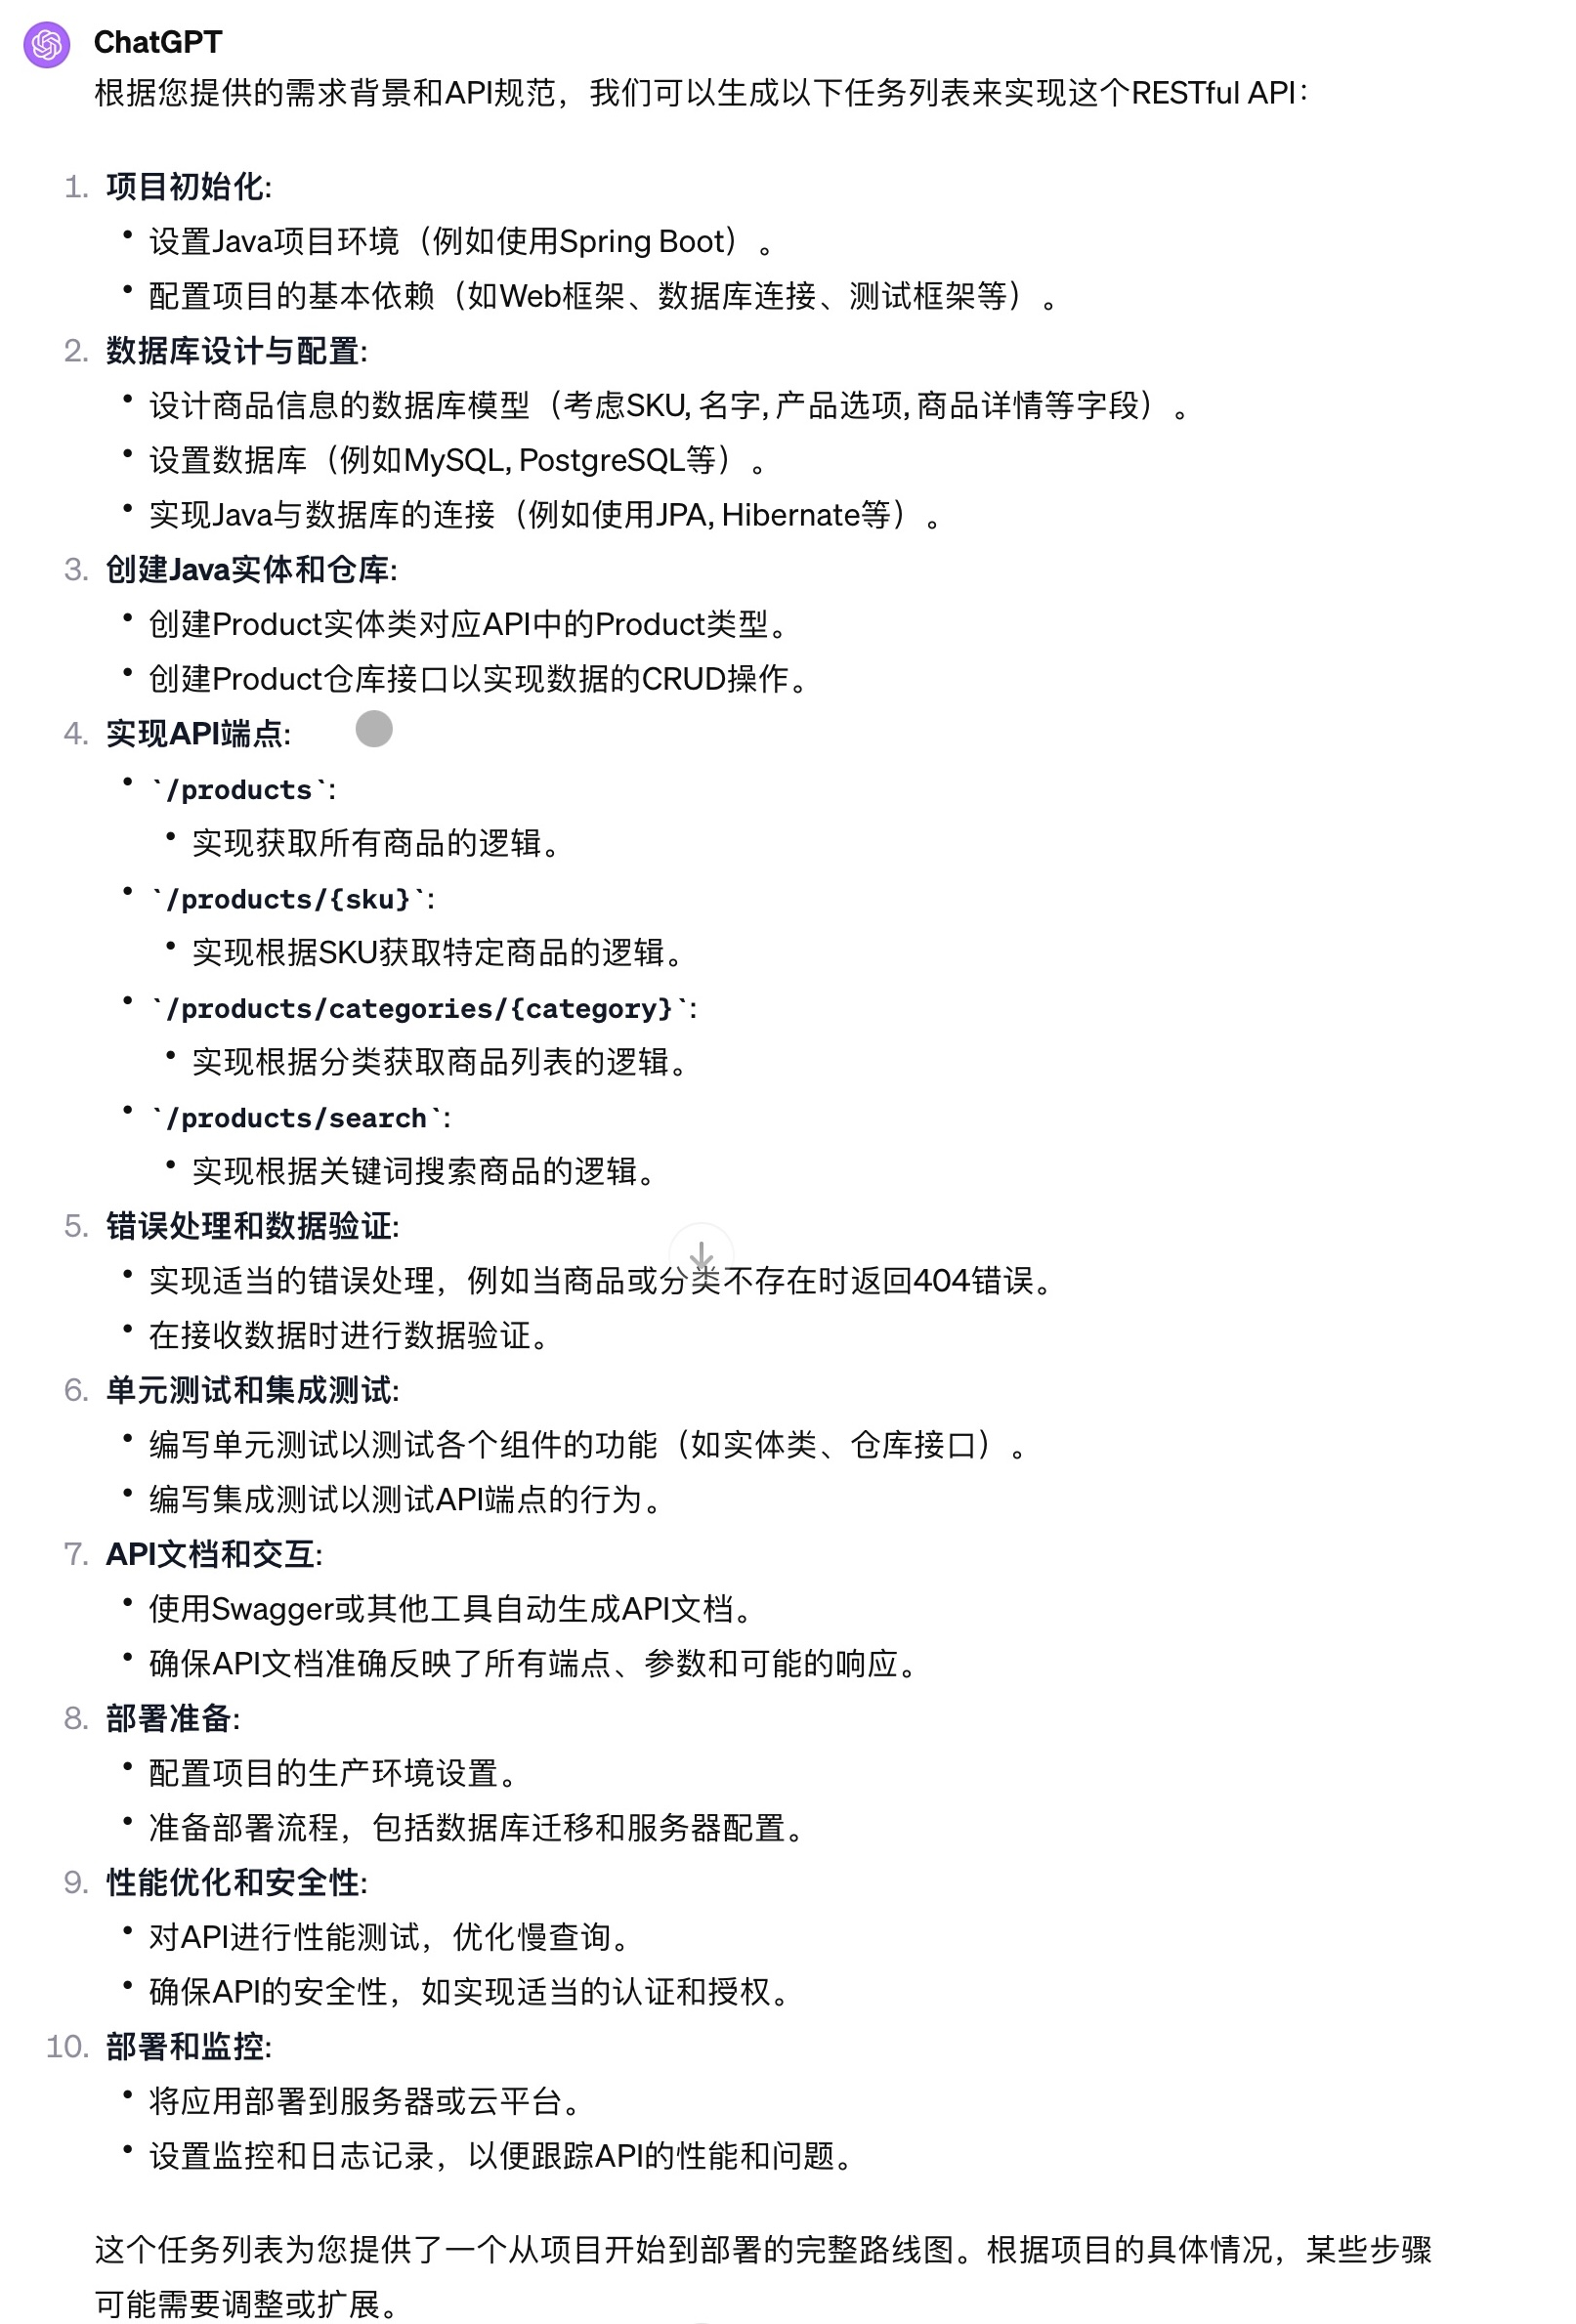 ChatGPT
根据您提供的需求背景和API规范，我们可以生成以下任务列表来实现这个RESTful API：
1. 项目初始化:
• 设置Java项目环境（例如使用Spring Boot）。
• 配置项目的基本依赖（如Web框架、数据库连接、测试框架等）。
2. 数据库设计与配置:
• 设计商品信息的数据库模型（考虑SKU, 名字, 产品选项, 商品详情等字段）。
• 设置数据库（例如MySQL, PostgreSQL等）。
• 实现Java与数据库的连接（例如使用JPA, Hibernate等）。
3. 创建Java实体和仓库:
• 创建Product实体类对应API中的Product类型。
• 创建Product仓库接口以实现数据的CRUD操作。
4. 实现API端点:
• `/products`:
• 实现获取所有商品的逻辑。
• `/products/{sku}`:
• 实现根据SKU获取特定商品的逻辑。
• `/products/categories/{category}`:
• 实现根据分类获取商品列表的逻辑。
• `/products/search`:
• 实现根据关键词搜索商品的逻辑。
5. 错误处理和数据验证:
• 实现适当的错误处理，例如当商品或分类不存在时返回404错误。
• 在接收数据时进行数据验证。
6. 单元测试和集成测试:
• 编写单元测试以测试各个组件的功能（如实体类、仓库接口）。
• 编写集成测试以测试API端点的行为。
7. API文档和交互:
• 使用Swagger或其他工具自动生成API文档。
• 确保API文档准确反映了所有端点、参数和可能的响应。
8. 部署准备:
• 配置项目的生产环境设置。
• 准备部署流程，包括数据库迁移和服务器配置。
9. 性能优化和安全性:
• 对API进行性能测试，优化慢查询。
• 确保API的安全性，如实现适当的认证和授权。
10. 部署和监控:
• 将应用部署到服务器或云平台。
• 设置监控和日志记录，以便跟踪API的性能和问题。
这个任务列表为您提供了一个从项目开始到部署的完整路线图。根据项目的具体情况，某些步骤
可能需要调整或扩展。